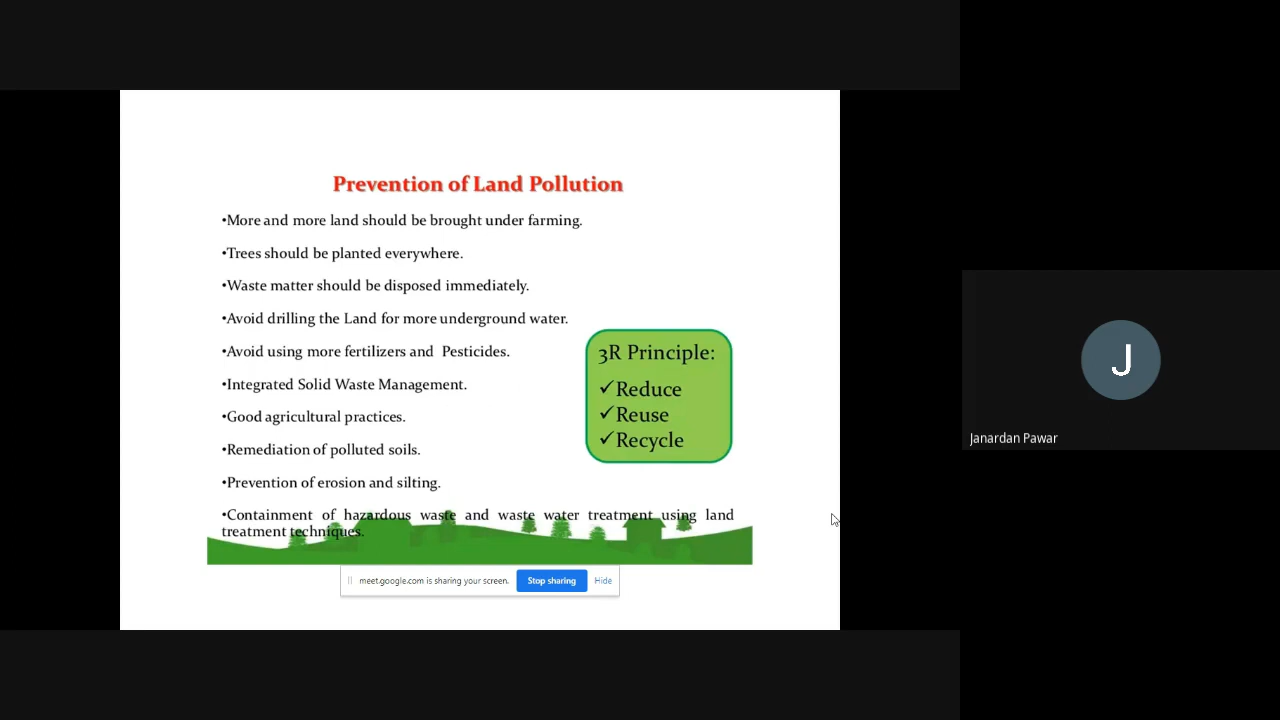 Prevention of Land Pollution
•More and more land should be brought under farming.
•Trees should be planted everywhere.
•Waste matter should be disposed immediately.
•Avoid drilling the Land for more underground water.
•Avoid using more fertilizers and  Pesticides.
•Integrated Solid Waste Management.
•Good agricultural practices.
•Remediation of polluted soils.
•Prevention of erosion and silting.
•Containment of hazardous waste and waste water treatment using land
treatment techniques.
3R Principle:
✓Reduce
✓Reuse
✓Recycle
meet.google.com is sharing your screen. Stop sharing Hide
J
Janardan Pawar